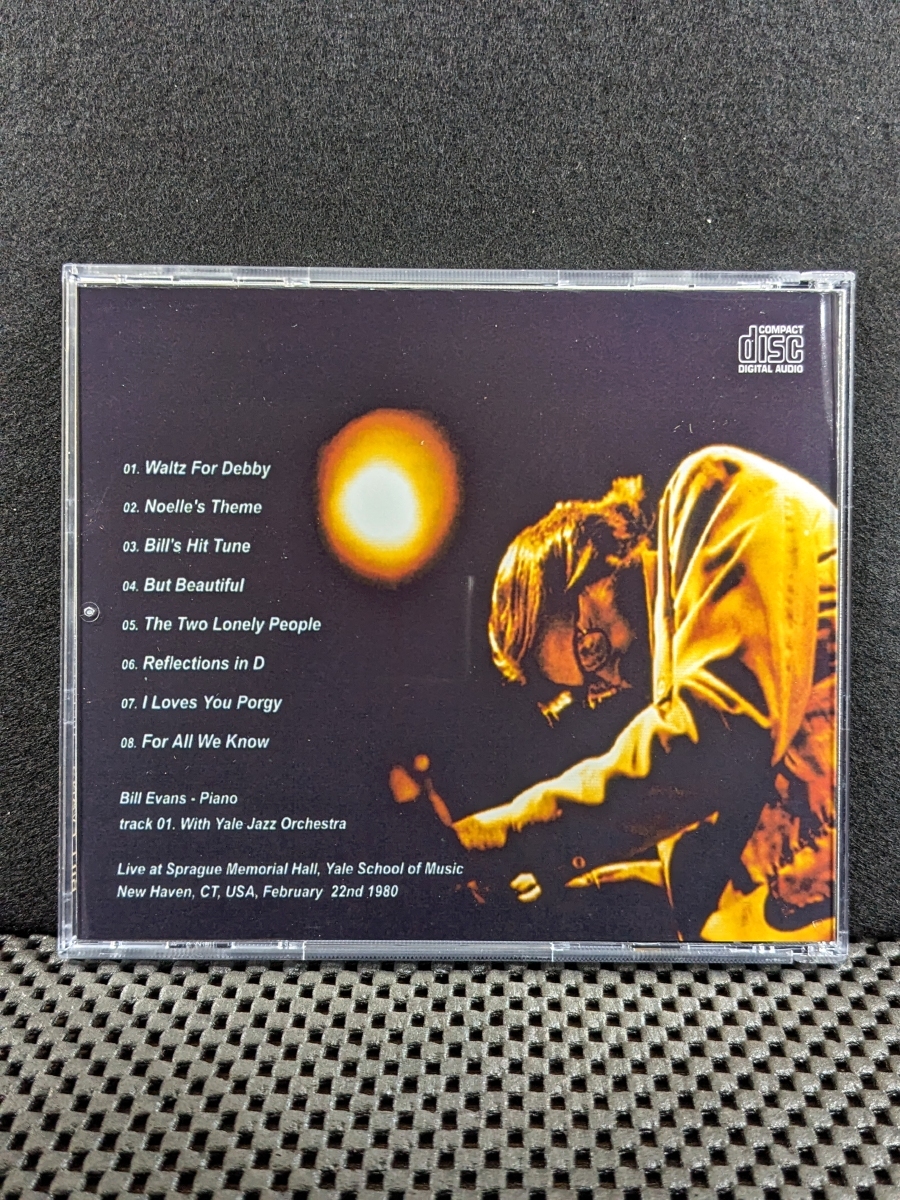 COMPACT
disc
DIGITAL AUDIO
01. Waltz For Debby
02. Noelle's Theme
03. Bill's Hit Tune
04. But Beautiful
05. The Two Lonely People
06. Reflections in D
07. I Loves You Porgy
08. For All We Know
Bill Evans - Piano
track 01. With Yale Jazz Orchestra
Live at Sprague Memorial Hall, Yale School of Music
New Haven, CT, USA, February 22nd 1980